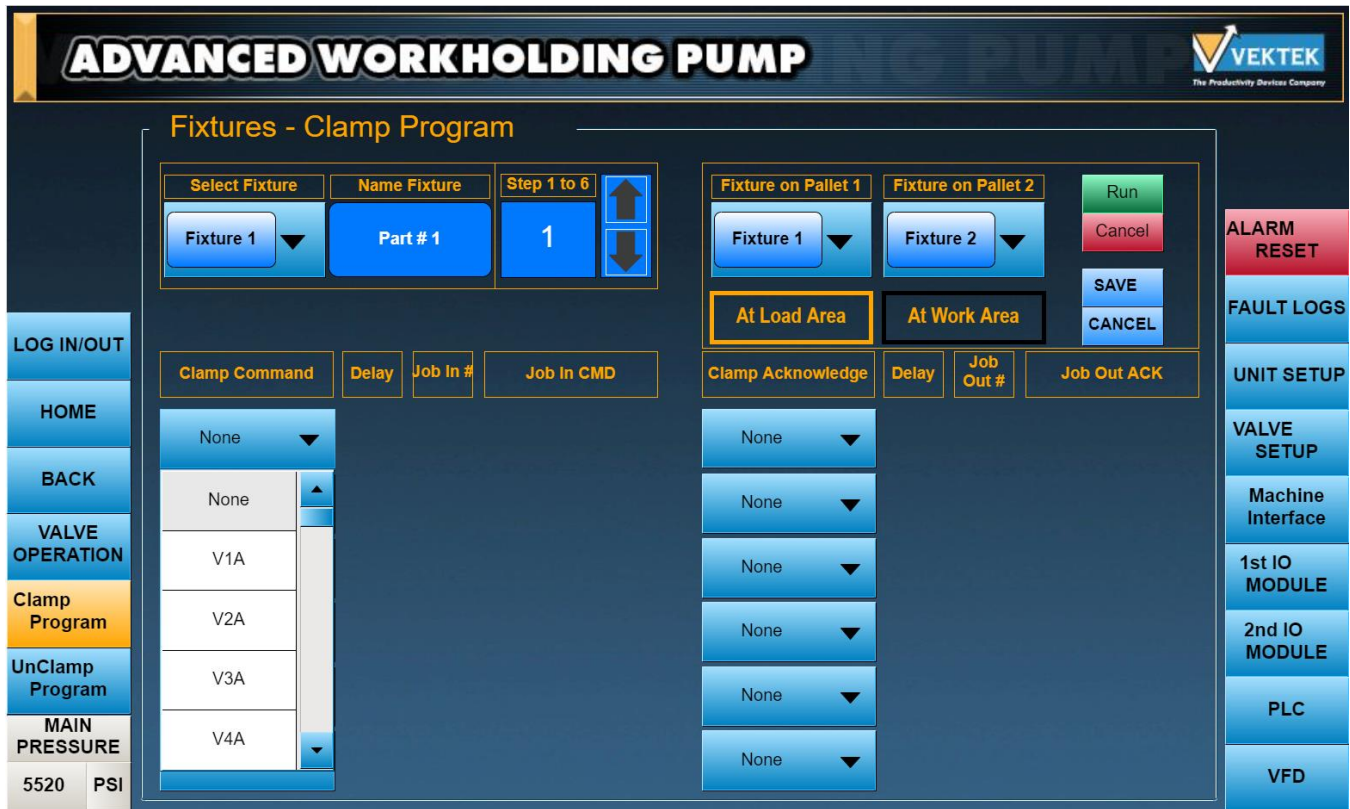 ADVANCED WORKHOLDING PUMP
VEKTEK
The Productivity Devices Company
Fixtures - Clamp Program
Select Fixture
Name Fixture
Step 1 to 6
Fixture 1
Part # 1
1
Fixture on Pallet 1
Fixture on Pallet 2
Fixture 1
Fixture 2
Run
Cancel
SAVE
CANCEL
At Load Area
At Work Area
Clamp Command
Delay
Job In #
Job In CMD
Clamp Acknowledge
Delay
Job
Out #
Job Out ACK
None
None
V1A
V2A
V3A
V4A
None
None
None
None
None
None
LOG IN/OUT
HOME
BACK
VALVE
OPERATION
Clamp
Program
UnClamp
Program
MAIN
PRESSURE
5520 PSI
ALARM
RESET
FAULT LOGS
UNIT SETUP
VALVE
SETUP
Machine
Interface
1st IO
MODULE
2nd IO
MODULE
PLC
VFD